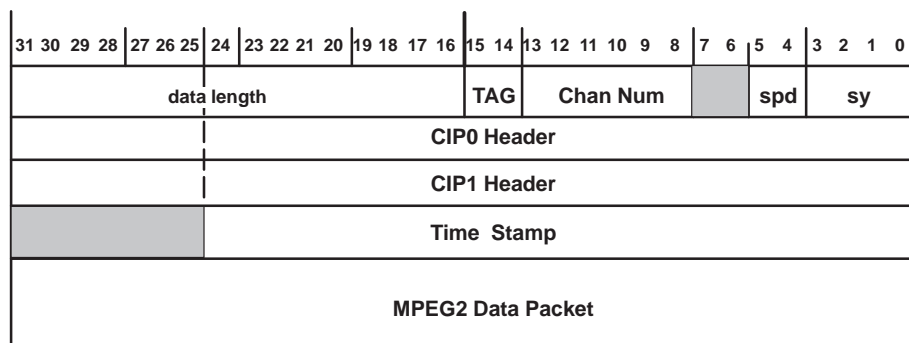 31 30 29 28 27 26 25 24 23 22 21 20 19 18 17 16 15 14 13 12 11 10 9 8 7 6 5 4 3 2 1 0
data length TAG Chan Num spd sy
CIP0 Header
CIP1 Header
Time Stamp
MPEG2 Data Packet